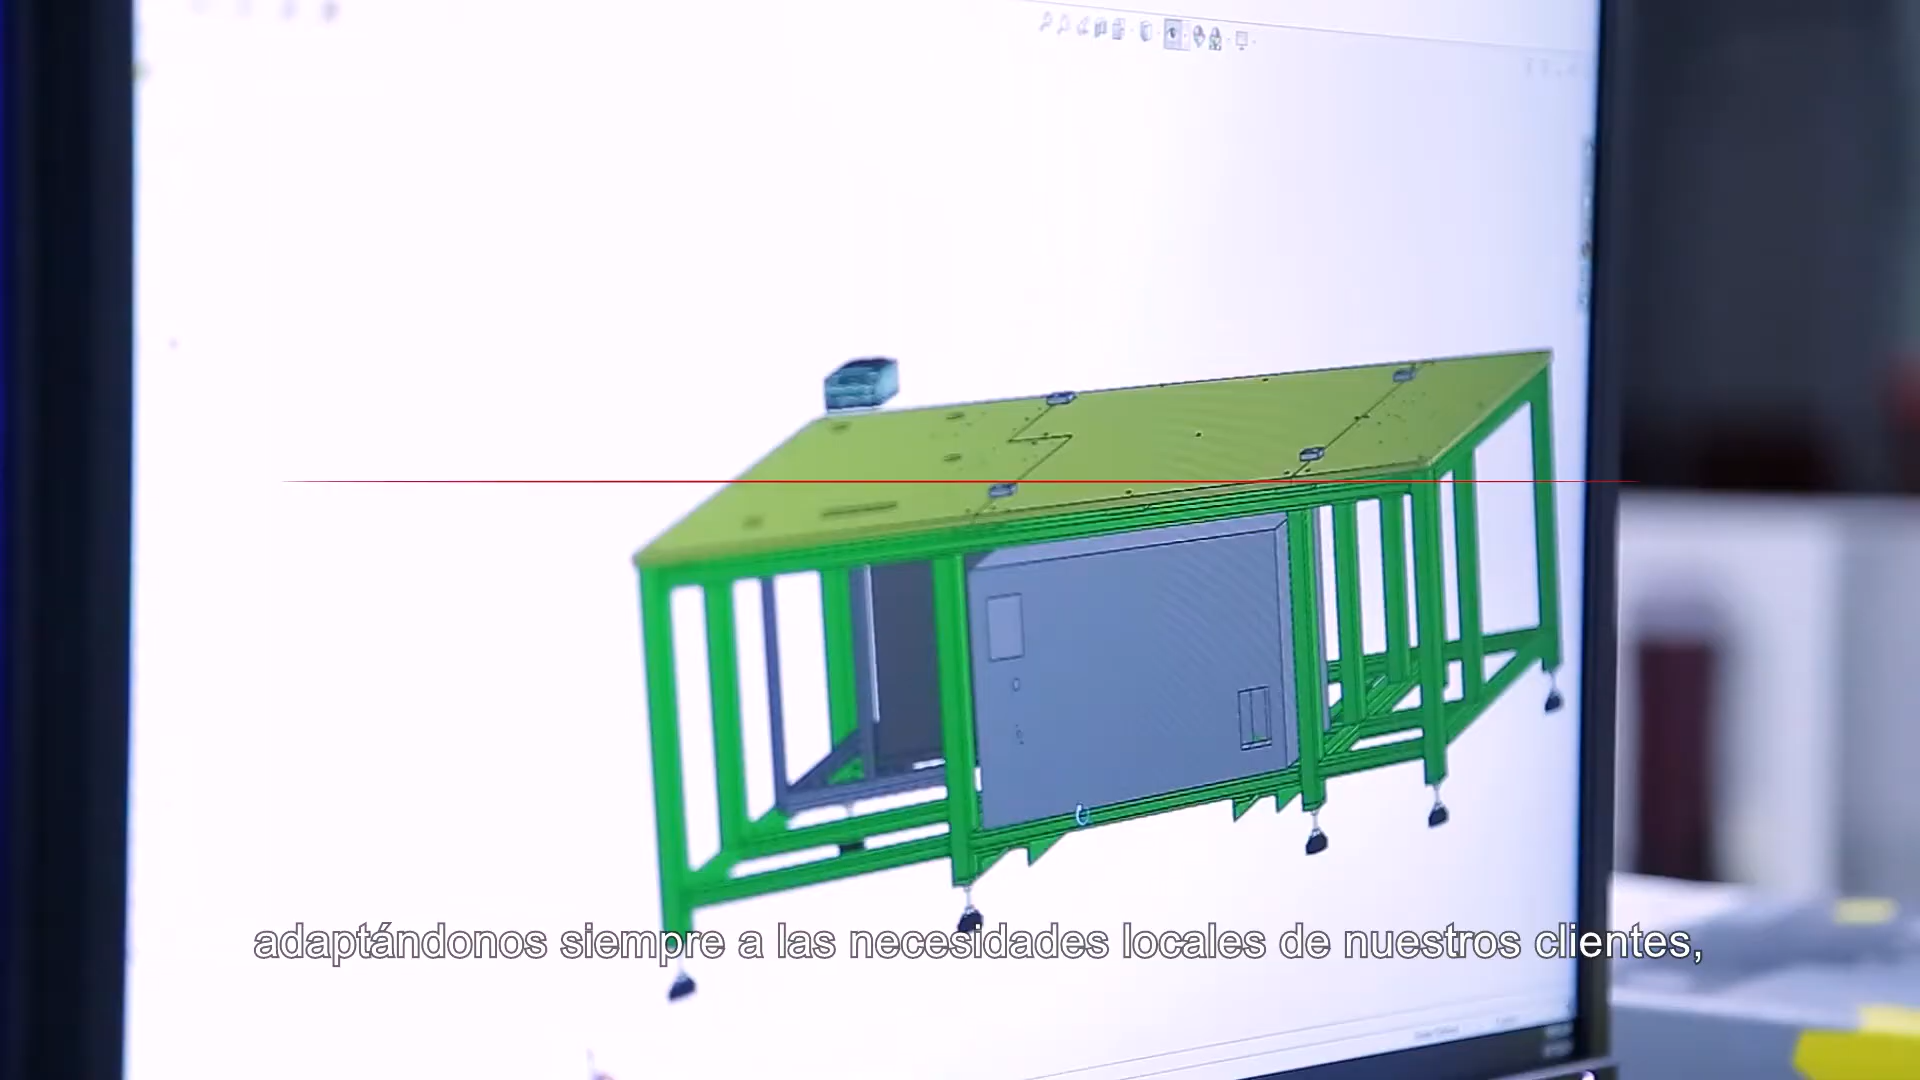 adaptándonos siempre a las necesidades locales de nuestros clientes,